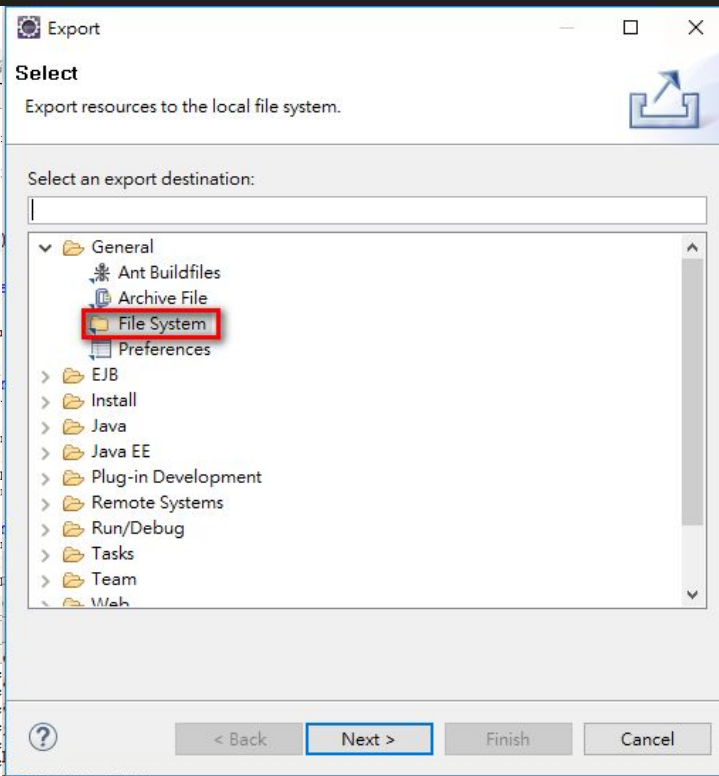 Export
Select
Export resources to the local file system.
Select an export destination:
General
Ant Buildfiles
Archive File
File System
Preferences
EJB
Install
Java
Java EE
Plug-in Development
Remote Systems
Run/Debug
Tasks
Team
Web
< Back
Next >
Finish
Cancel